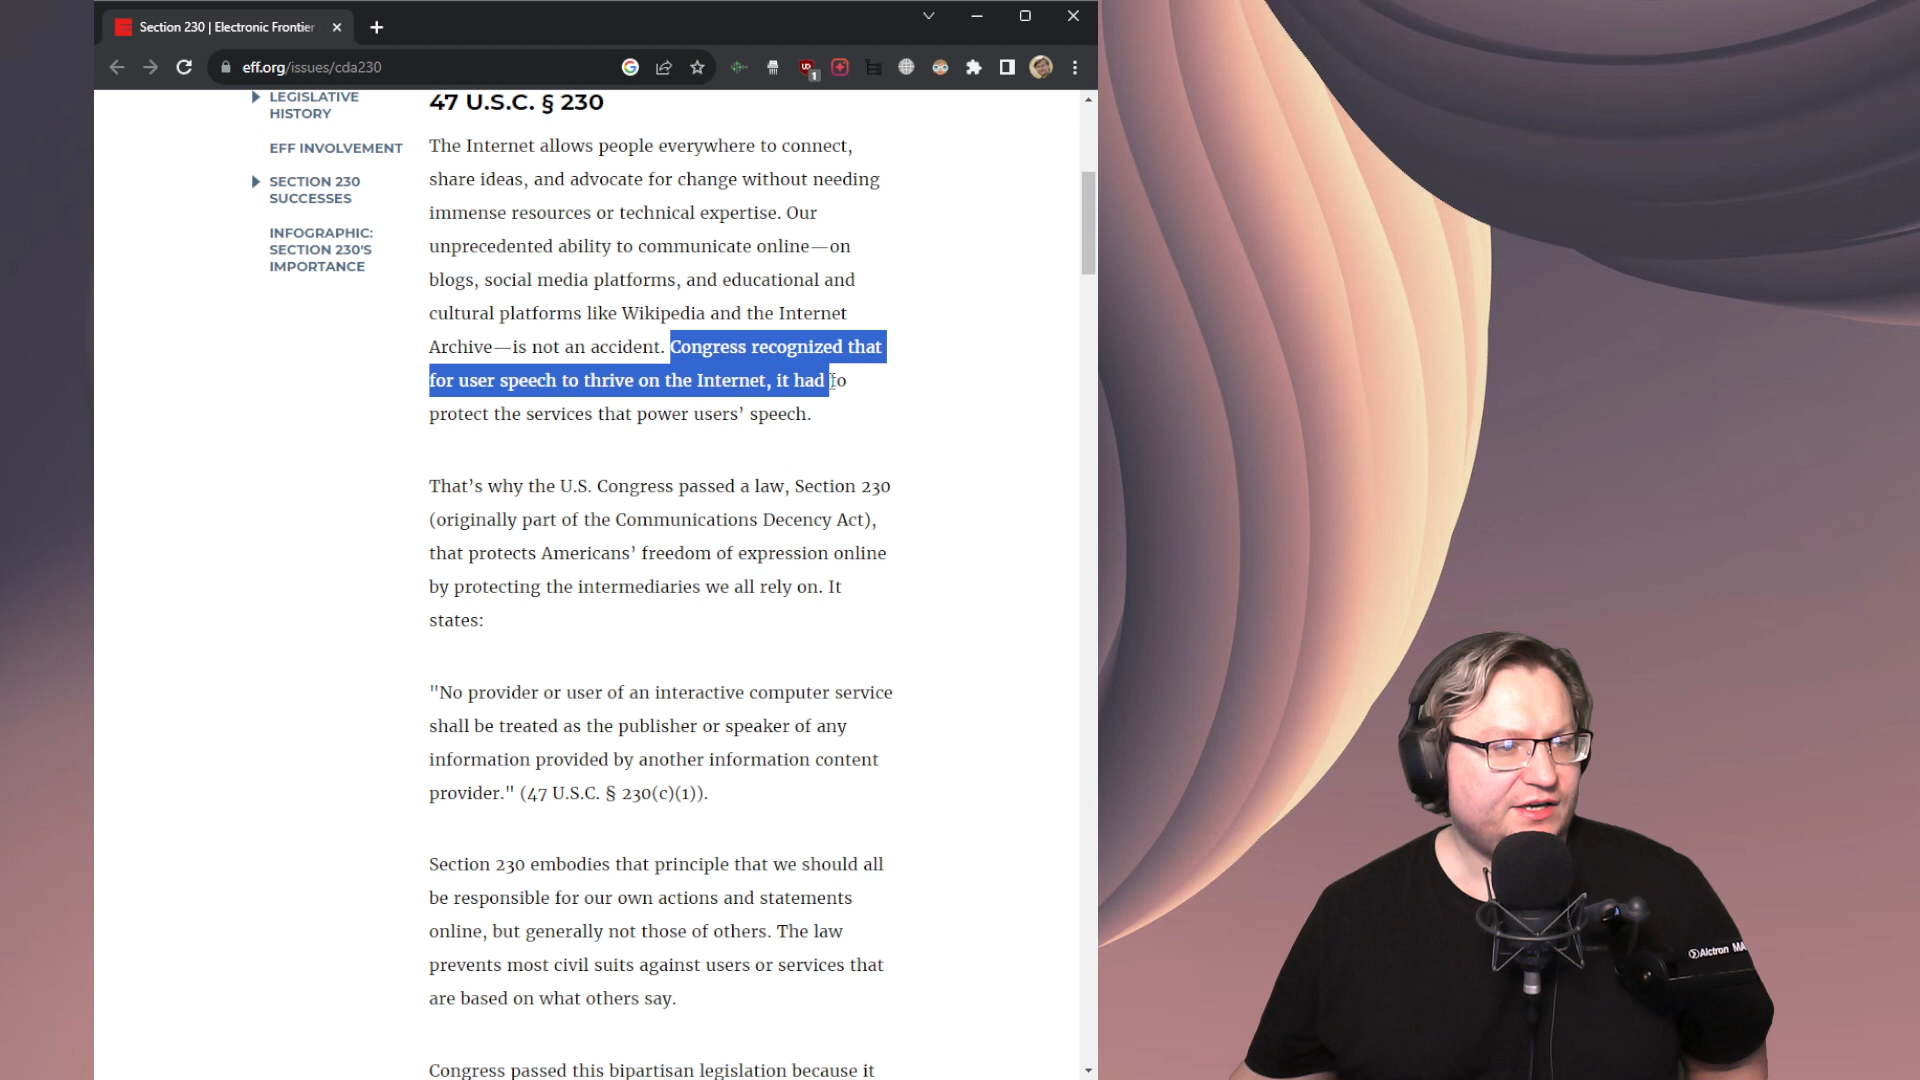 Section 230 | Electronic Frontier
eff.org/issues/cda230
1
LEGISLATIVE
HISTORY
EFF INVOLVEMENT
SECTION 230
SUCCESSES
INFOGRAPHIC:
SECTION 230'S
IMPORTANCE
47 U.S.C. § 230
The Internet allows people everywhere to connect,
share ideas, and advocate for change without needing
immense resources or technical expertise. Our
unprecedented ability to communicate online—on
blogs, social media platforms, and educational and
cultural platforms like Wikipedia and the Internet
Archive—is not an accident. Congress recognized that
for user speech to thrive on the Internet, it had to
protect the services that power users’ speech.
That’s why the U.S. Congress passed a law, Section 230
(originally part of the Communications Decency Act),
that protects Americans’ freedom of expression online
by protecting the intermediaries we all rely on. It
states:
"No provider or user of an interactive computer service
shall be treated as the publisher or speaker of any
information provided by another information content
provider." (47 U.S.C. § 230(c)(1)).
Section 230 embodies that principle that we should all
be responsible for our own actions and statements
online, but generally not those of others. The law
prevents most civil suits against users or services that
are based on what others say.
Congress passed this bipartisan legislation because it
Alctron MA